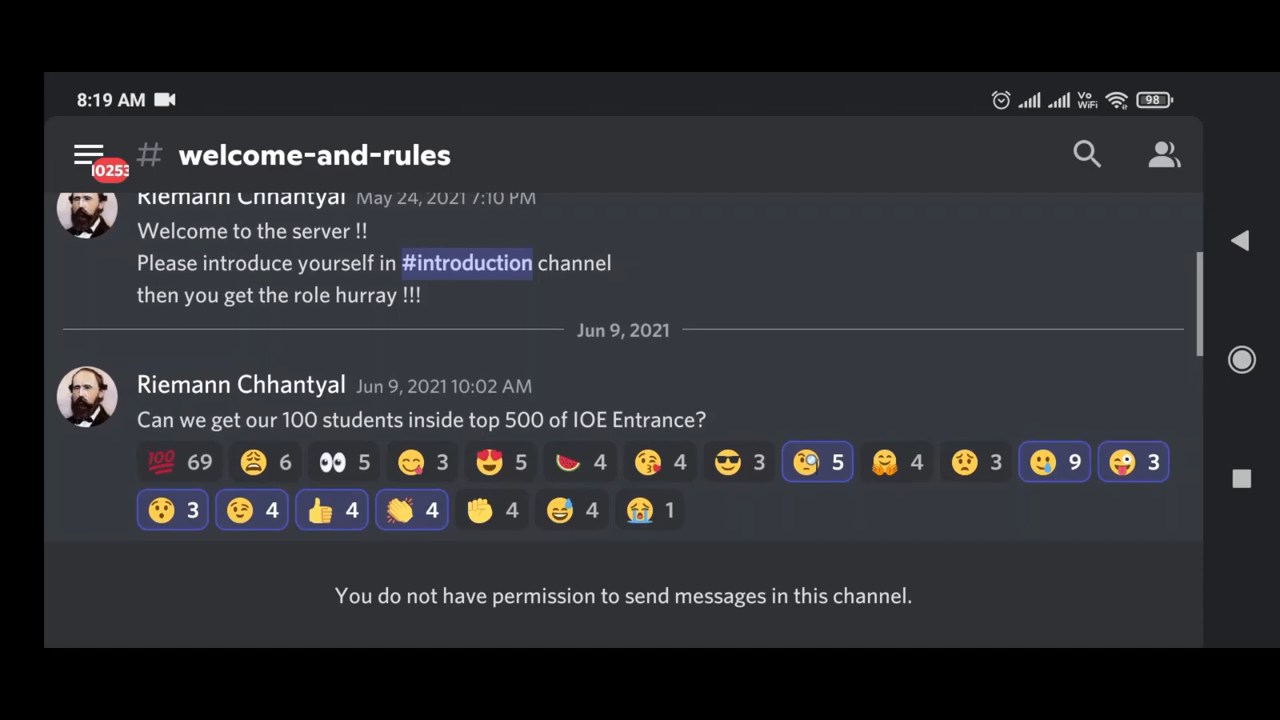 8:19 AM
Vo
WiFi
98
10253
# welcome-and-rules
Riemann Chhantyal May 24, 2021 7:10 PM
Welcome to the server !!
Please introduce yourself in #introduction channel
then you get the role hurray !!!
Jun 9, 2021
Riemann Chhantyal Jun 9, 2021 10:02 AM
Can we get our 100 students inside top 500 of IOE Entrance?
💯 69 😩 6 👀 5 😋 3 😍 5 🍉 4 😘 4 😎 3 🧐 5 🤗 4 😟 3 🥲 9 😜 3
😯 3 😉 4 👍 4 👏 4 ✊ 4 😅 4 😭 1
You do not have permission to send messages in this channel.